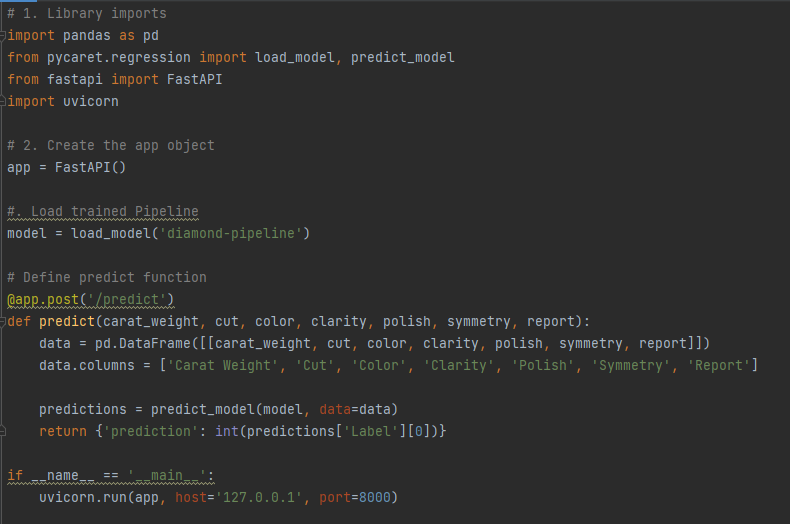 # 1. Library imports
import pandas as pd
from pycaret.regression import load_model, predict_model
from fastapi import FastAPI
import uvicorn
# 2. Create the app object
app = FastAPI()
#. Load trained Pipeline
model = load_model('diamond-pipeline')
# Define predict function
@app.post('/predict')
def predict(carat_weight, cut, color, clarity, polish, symmetry, report):
    data = pd.DataFrame([[carat_weight, cut, color, clarity, polish, symmetry, report]])
    data.columns = ['Carat Weight', 'Cut', 'Color', 'Clarity', 'Polish', 'Symmetry', 'Report']
    predictions = predict_model(model, data=data)
    return {'prediction': int(predictions['Label'][0])}
if __name__ == '__main__':
    uvicorn.run(app, host='127.0.0.1', port=8000)